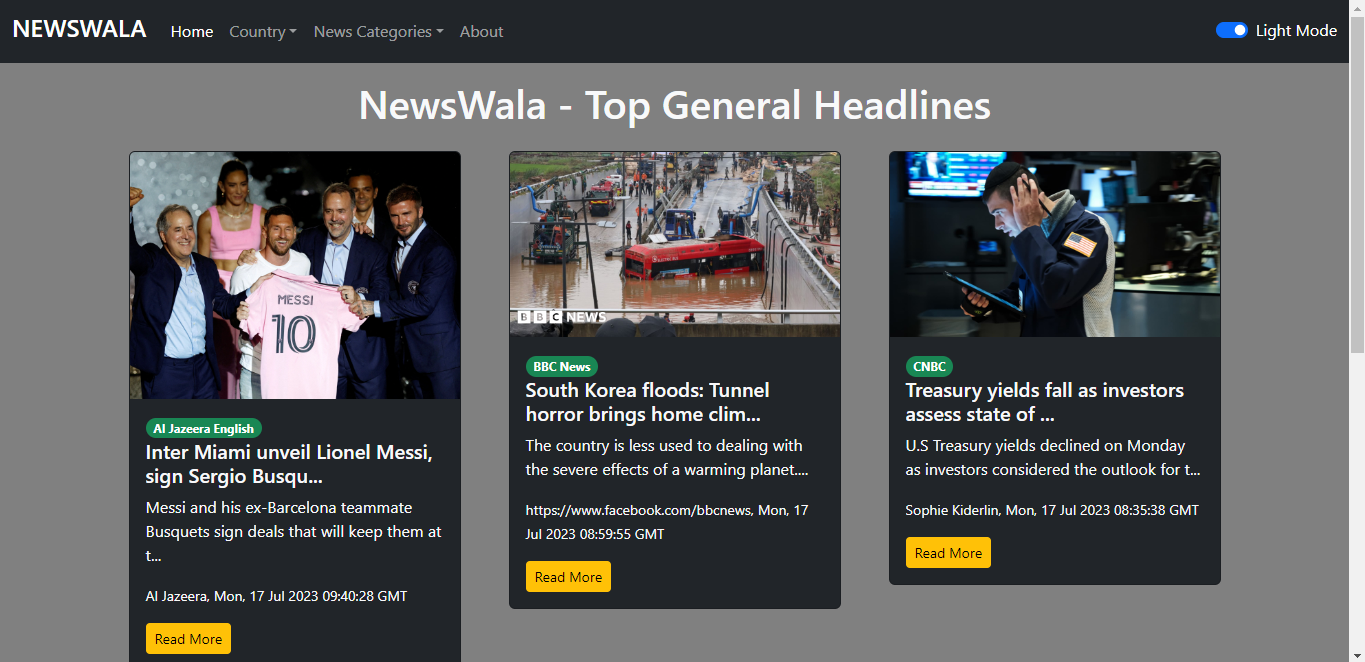 NEWSWALA Home Country News Categories About Light Mode
NewsWala - Top General Headlines
MESSI
10
Al Jazeera English
Inter Miami unveil Lionel Messi,
sign Sergio Busqu...
Messi and his ex-Barcelona teammate
Busquets sign deals that will keep them at
t...
Al Jazeera, Mon, 17 Jul 2023 09:40:28 GMT
Read More
BBC NEWS
BBC News
South Korea floods: Tunnel
horror brings home clim...
The country is less used to dealing with
the severe effects of a warming planet....
https://www.facebook.com/bbcnews, Mon, 17
Jul 2023 08:59:55 GMT
Read More
CNBC
Treasury yields fall as investors
assess state of ...
U.S Treasury yields declined on Monday
as investors considered the outlook for t...
Sophie Kiderlin, Mon, 17 Jul 2023 08:35:38 GMT
Read More